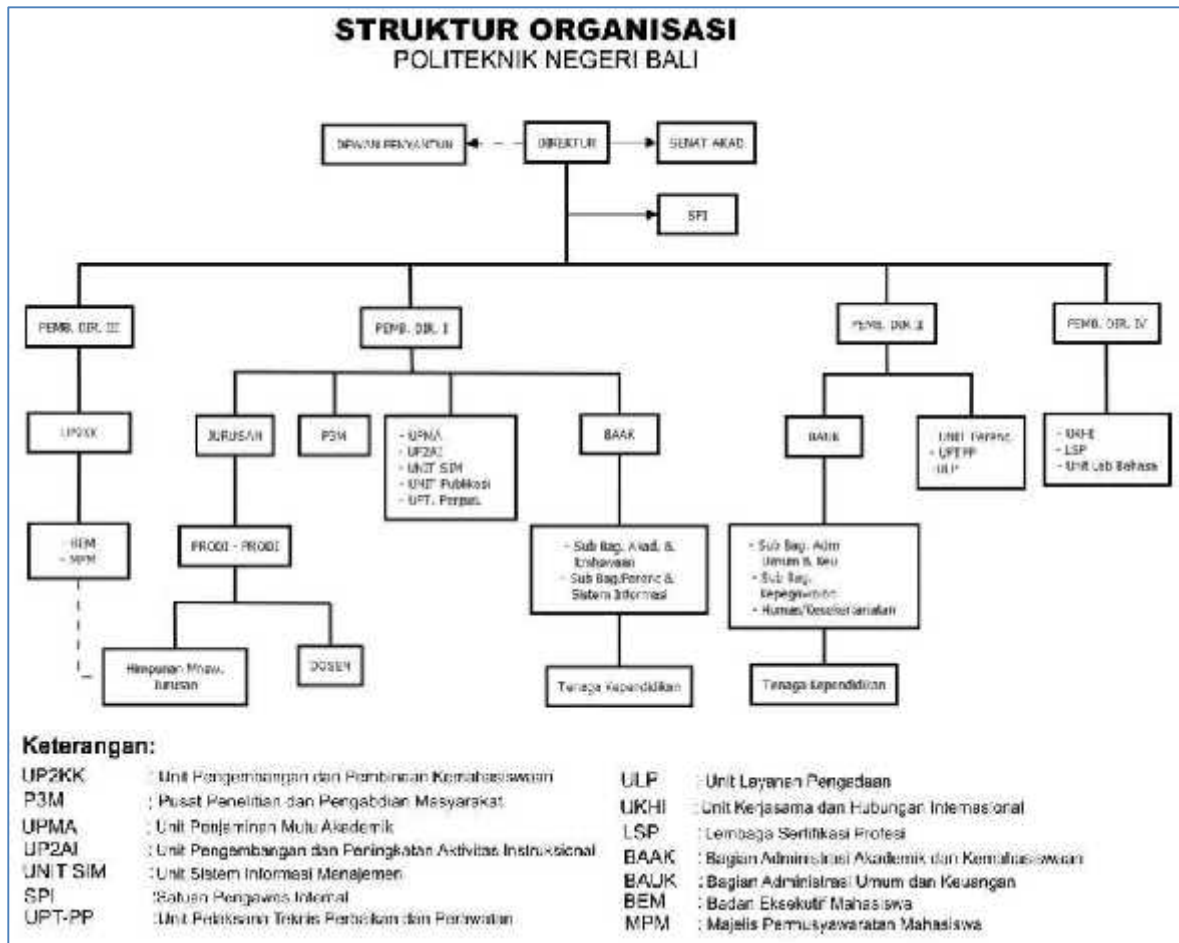 STRUKTUR ORGANISASI
POLITEKNIK NEGERI BALI
DEWAN PENYANTUN
DIREKTUR
SENAT AKAD
SPI
PEMB. DIR. III
PEMB. DIR. I
PEMB. DIR. II
PEMB. DIR. IV
UP2KK
JURUSAN
P3M
- UPMA
- UP2AI
- UNIT SIM
- UNIT Publikasi
- UPT. Perpus.
BAAK
BAUK
- UNIT Perenc.
- UPTPP
- ULP
- UKHI
- LSP
- Unit Lab Bahasa
- BEM
- MPM
PRODI - PRODI
- Sub Bag. Akad. &
- Sub Bag/Perenc &
Sistem Informasi
- Sub Bag. Adm
Umum & Keu
- Sub Bag.
Kepegawaian
- Humas/Kesekertariatan
Himpunan
Jurusan
DOSEN
Tenaga Kependidikan
Tenaga Kependidikan
Keterangan:
UP2KK : Unit Pengembangan dan Pembinaan Kemahasiswaan
P3M : Pusat Penelitian dan Pengabdian Masyarakat
UPMA : Unit Penjaminan Mutu Akademik
UP2AI : Unit Pengembangan dan Peningkatan Aktivitas Instruksional
UNIT SIM : Unit Sistem Informasi Menajemen
SPI : Satuan Pengawas Internal
UPT-PP : Unit Pelaksana Teknis Perbaikan dan Perawatan
ULP : Unit Layanan Pengadaan
UKHI : Unit Kerjasama dan Hubungan Internasional
LSP : Lembaga Sertifikasi Profesi
BAAK : Bagian Administrasi Akademik dan Kemahasiswaan
BAUK : Bagian Administrasi Umum dan Keuangan
BEM : Badan Eksekutif Mahasiswa
MPM : Majelis Permusyawaratan Mahasiswa